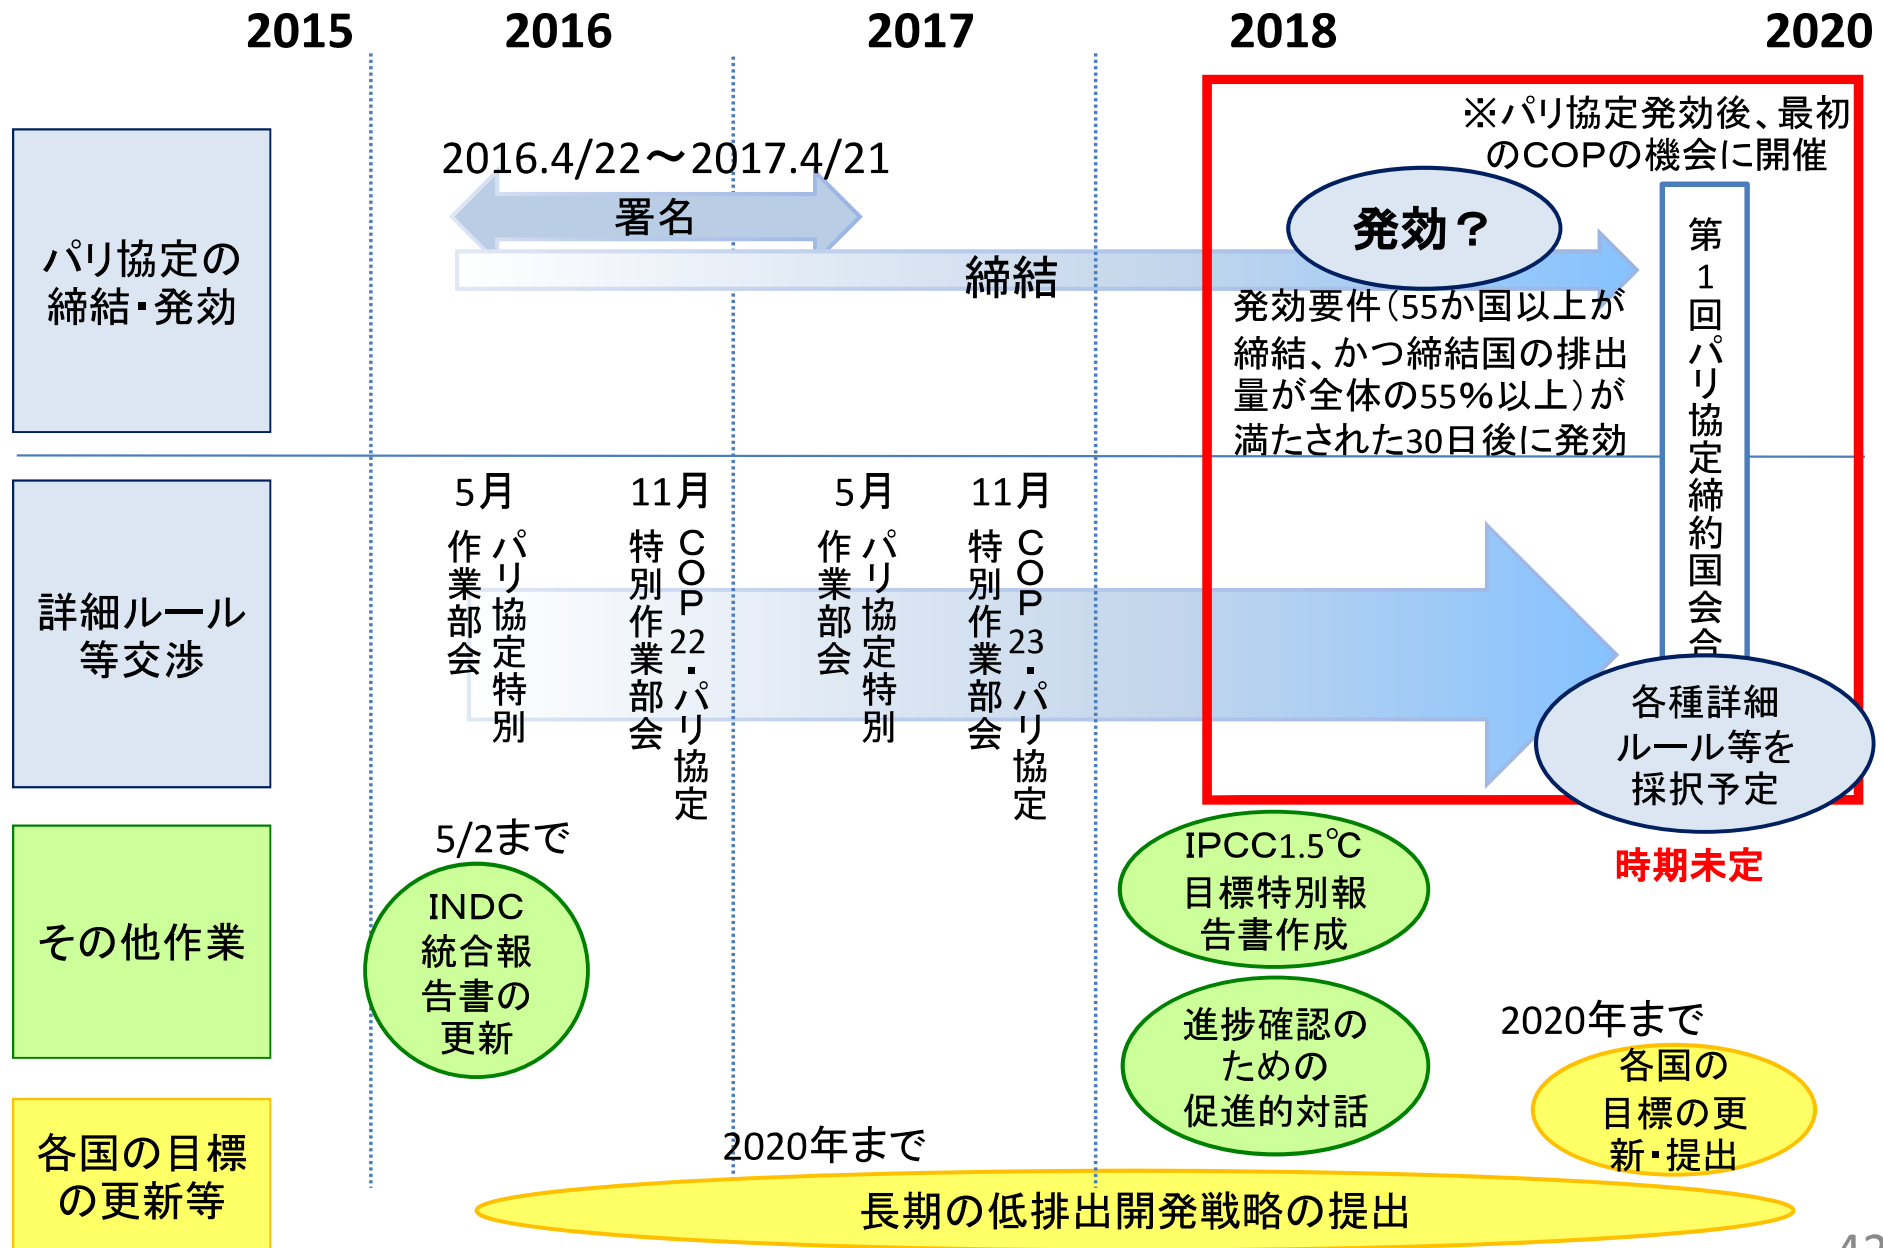 2015
2016
2017
2018
2020
パリ協定の
締結・発効
2016.4/22～2017.4/21
署名
締結
※パリ協定発効後、最初
のCOPの機会に開催
発効？
発効要件（55か国以上が
締結、かつ締結国の排出
量が全体の55%以上）が
満たされた30日後に発効
第1回パリ協定締約国会合
詳細ルール
等交渉
5月
パリ協定特別
作業部会
11月
COP22・パリ協定
特別作業部会
5月
パリ協定特別
作業部会
11月
COP23・パリ協定
特別作業部会
各種詳細
ルール等を
採択予定
時期未定
その他作業
5/2まで
INDC
統合報
告書の
更新
IPCC1.5℃
目標特別報
告書作成
進捗確認の
ための
促進的対話
各国の目標
の更新等
2020年まで
各国の
目標の更
新・提出
2020年まで
長期の低排出開発戦略の提出